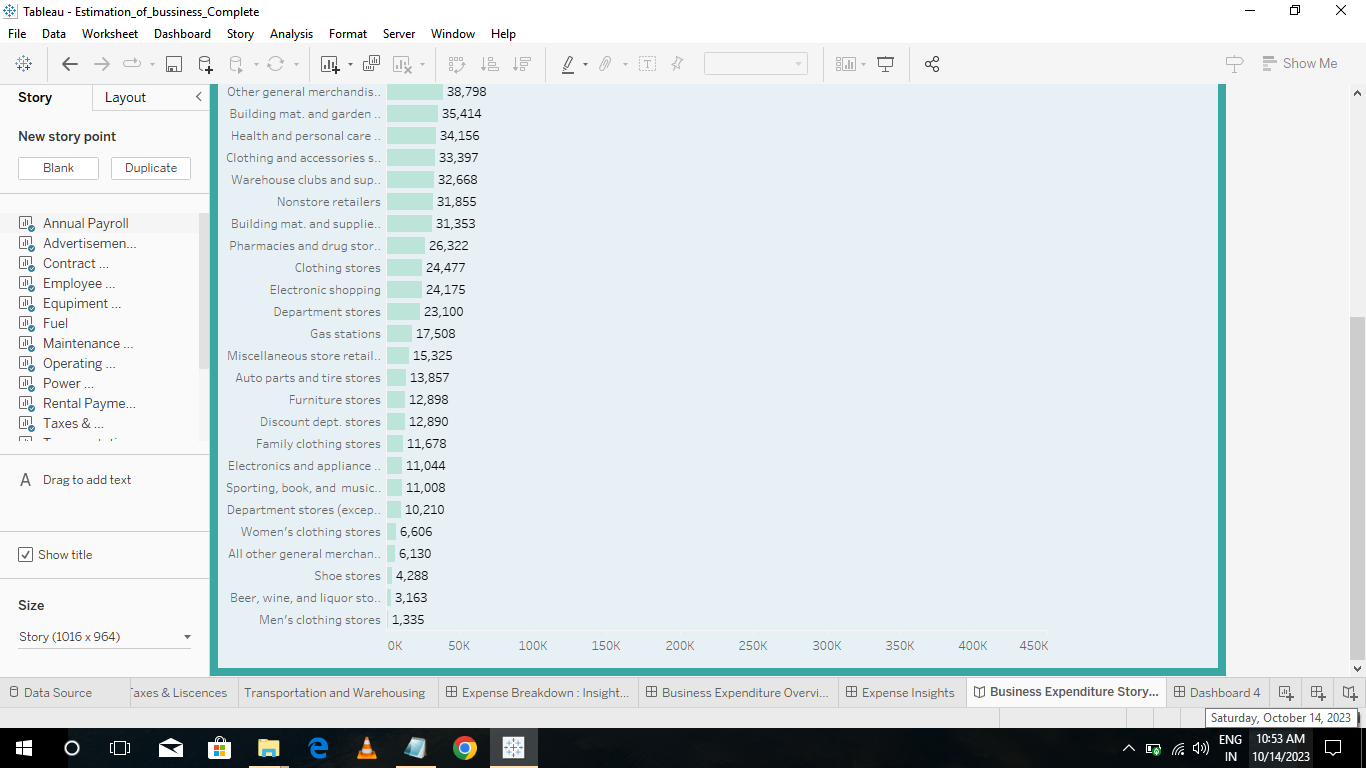 Tableau - Estimation_of_bussiness_Complete
File Data Worksheet Dashboard Story Analysis Format Server Window Help
Show Me
Story Layout
New story point
Blank Duplicate
Annual Payroll
Advertisemen...
Contract ...
Employee ...
Equpiment ...
Fuel
Maintenance ...
Operating ...
Power ...
Rental Payme...
Taxes & ...
A Drag to add text
Show title
Size
Story (1016 x 964)
Other general merchandis.. 38,798
Building mat. and garden .. 35,414
Health and personal care .. 34,156
Clothing and accessories s.. 33,397
Warehouse clubs and sup.. 32,668
Nonstore retailers 31,855
Building mat. and supplie.. 31,353
Pharmacies and drug stor.. 26,322
Clothing stores 24,477
Electronic shopping 24,175
Department stores 23,100
Gas stations 17,508
Miscellaneous store retail.. 15,325
Auto parts and tire stores 13,857
Furniture stores 12,898
Discount dept. stores 12,890
Family clothing stores 11,678
Electronics and appliance .. 11,044
Sporting, book, and music.. 11,008
Department stores (excep.. 10,210
Women's clothing stores 6,606
All other general merchan.. 6,130
Shoe stores 4,288
Beer, wine, and liquor sto.. 3,163
Men's clothing stores 1,335
0K 50K 100K 150K 200K 250K 300K 350K 400K 450K
Data Source Taxes & Liscences Transportation and Warehousing Expense Breakdown : Insight... Business Expenditure Overvi... Expense Insights Business Expenditure Story... Dashboard 4
Saturday, October 14, 2023
ENG 10:53 AM
IN 10/14/2023